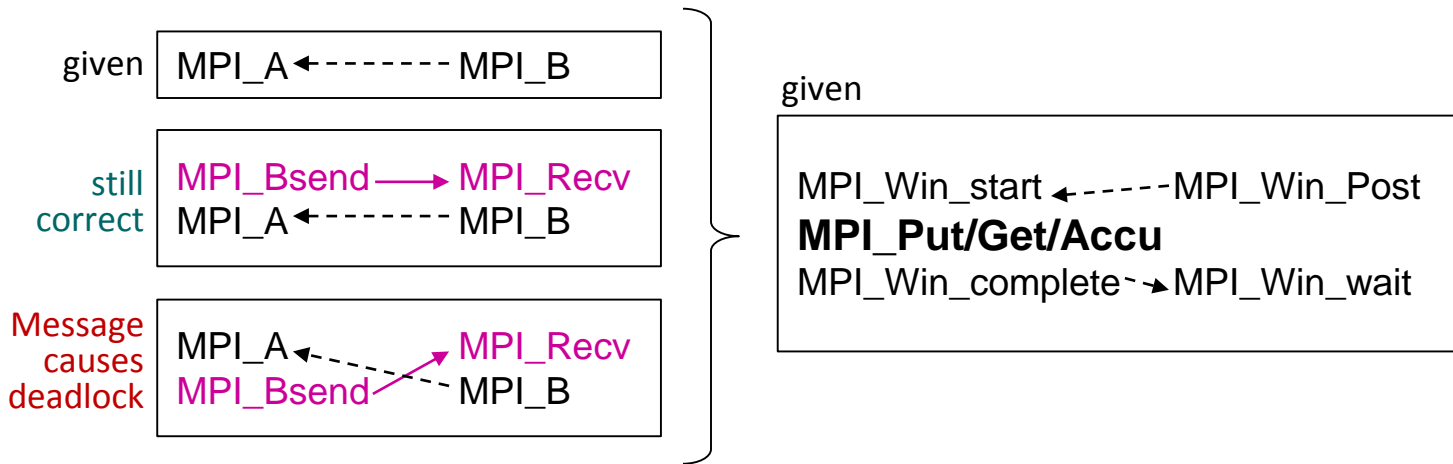 given
MPI_A MPI_B
still
correct
MPI_Bsend MPI_Recv
MPI_A MPI_B
Message
causes
deadlock
MPI_A MPI_Recv
MPI_Bsend MPI_B
given
MPI_Win_start MPI_Win_Post
MPI_Put/Get/Accu
MPI_Win_complete MPI_Win_wait